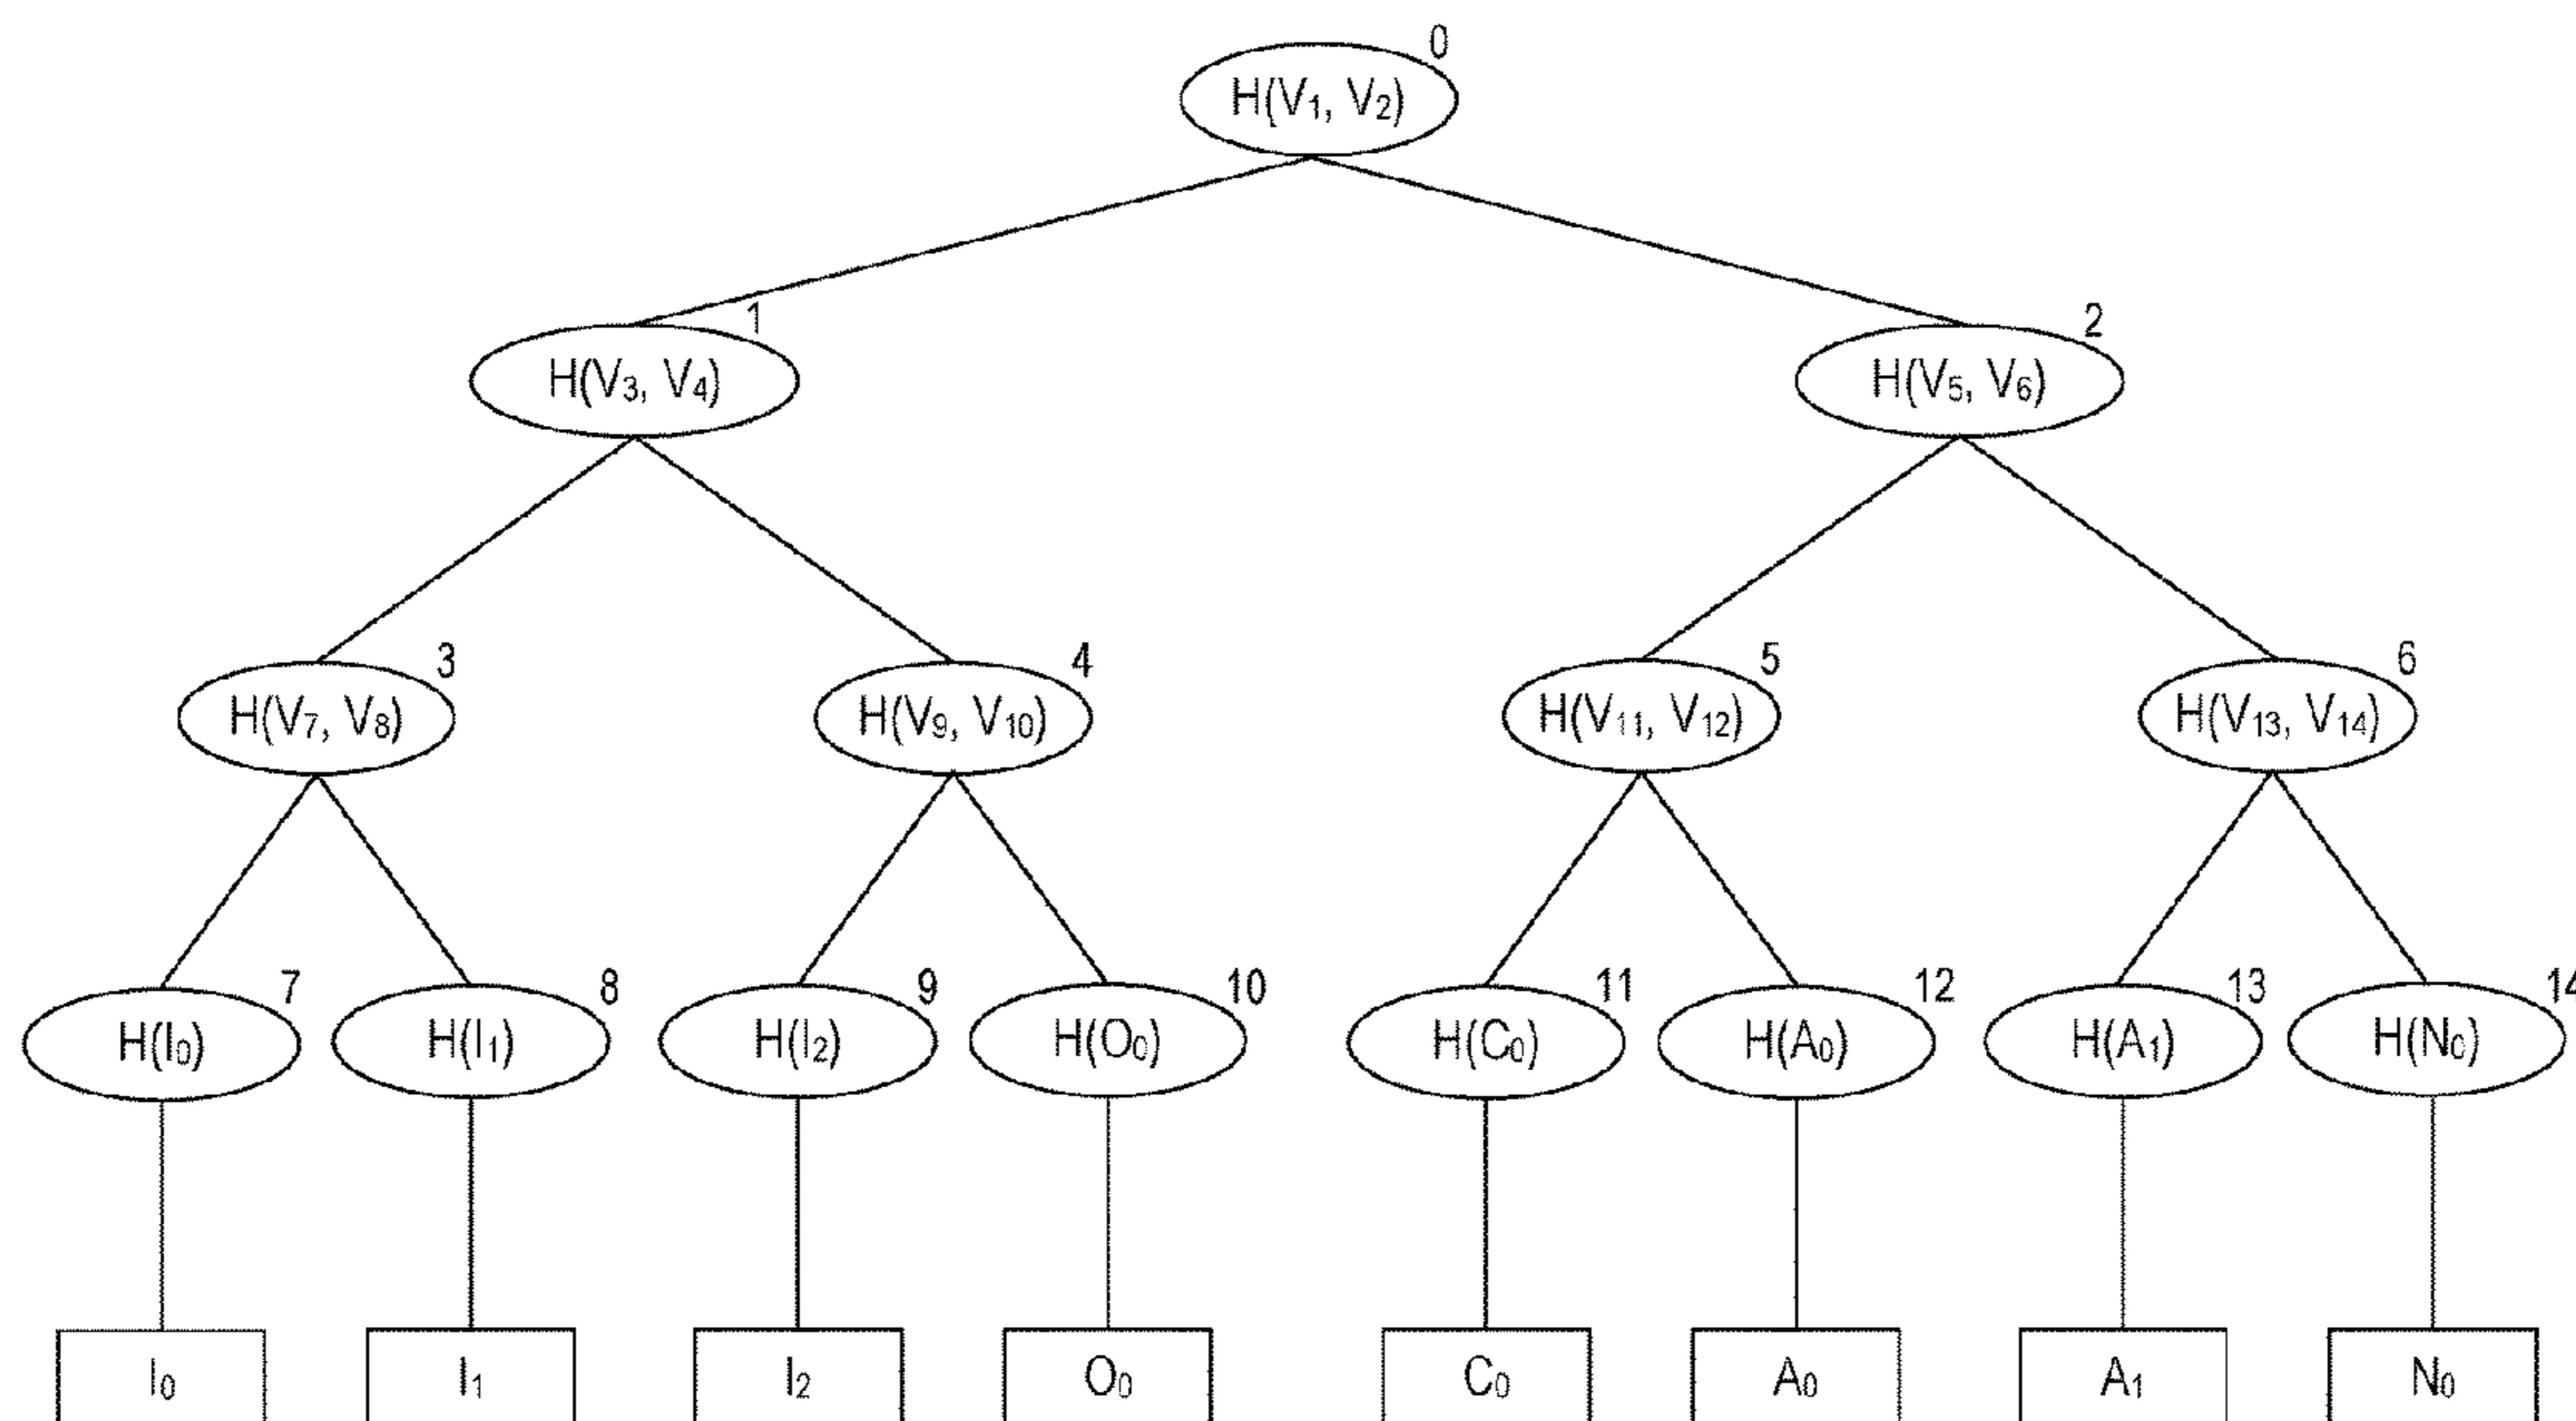 0
H(V₁, V₂)
1 2
H(V₃, V₄) H(V₅, V₆)
3 4 5 6
H(V₇, V₈) H(V₉, V₁₀) H(V₁₁, V₁₂) H(V₁₃, V₁₄)
7 8 9 10 11 12 13 14
H(I₀) H(I₁) H(I₂) H(O₀) H(C₀) H(A₀) H(A₁) H(N₀)
I₀ I₁ I₂ O₀ C₀ A₀ A₁ N₀